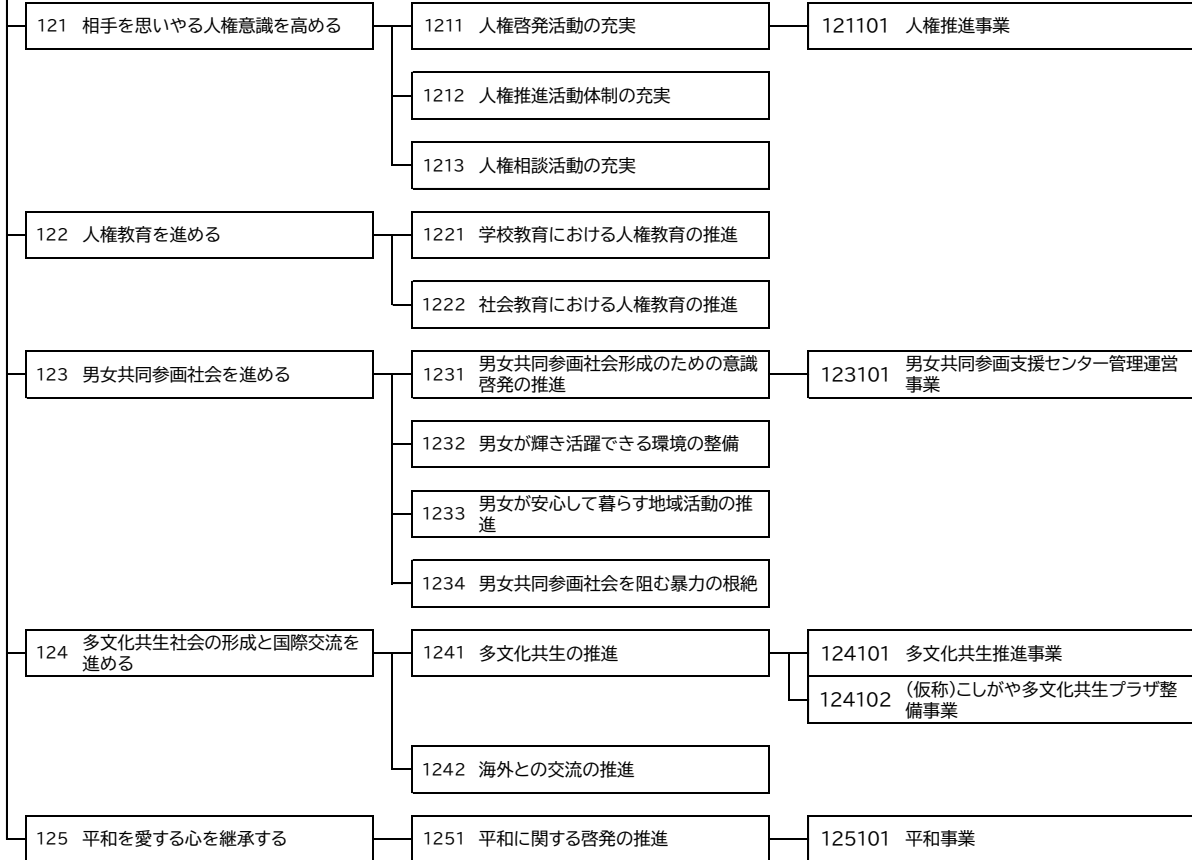 121 相手を思いやる人権意識を高める
1211 人権啓発活動の充実
121101 人権推進事業
1212 人権推進活動体制の充実
1213 人権相談活動の充実
122 人権教育を進める
1221 学校教育における人権教育の推進
1222 社会教育における人権教育の推進
123 男女共同参画社会を進める
1231 男女共同参画社会形成のための意識
啓発の推進
123101 男女共同参画支援センター管理運営
事業
1232 男女が輝き活躍できる環境の整備
1233 男女が安心して暮らす地域活動の推
進
1234 男女共同参画社会を阻む暴力の根絶
124 多文化共生社会の形成と国際交流を
進める
1241 多文化共生の推進
124101 多文化共生推進事業
124102 (仮称)こしがや多文化共生プラザ整
備事業
1242 海外との交流の推進
125 平和を愛する心を継承する
1251 平和に関する啓発の推進
125101 平和事業